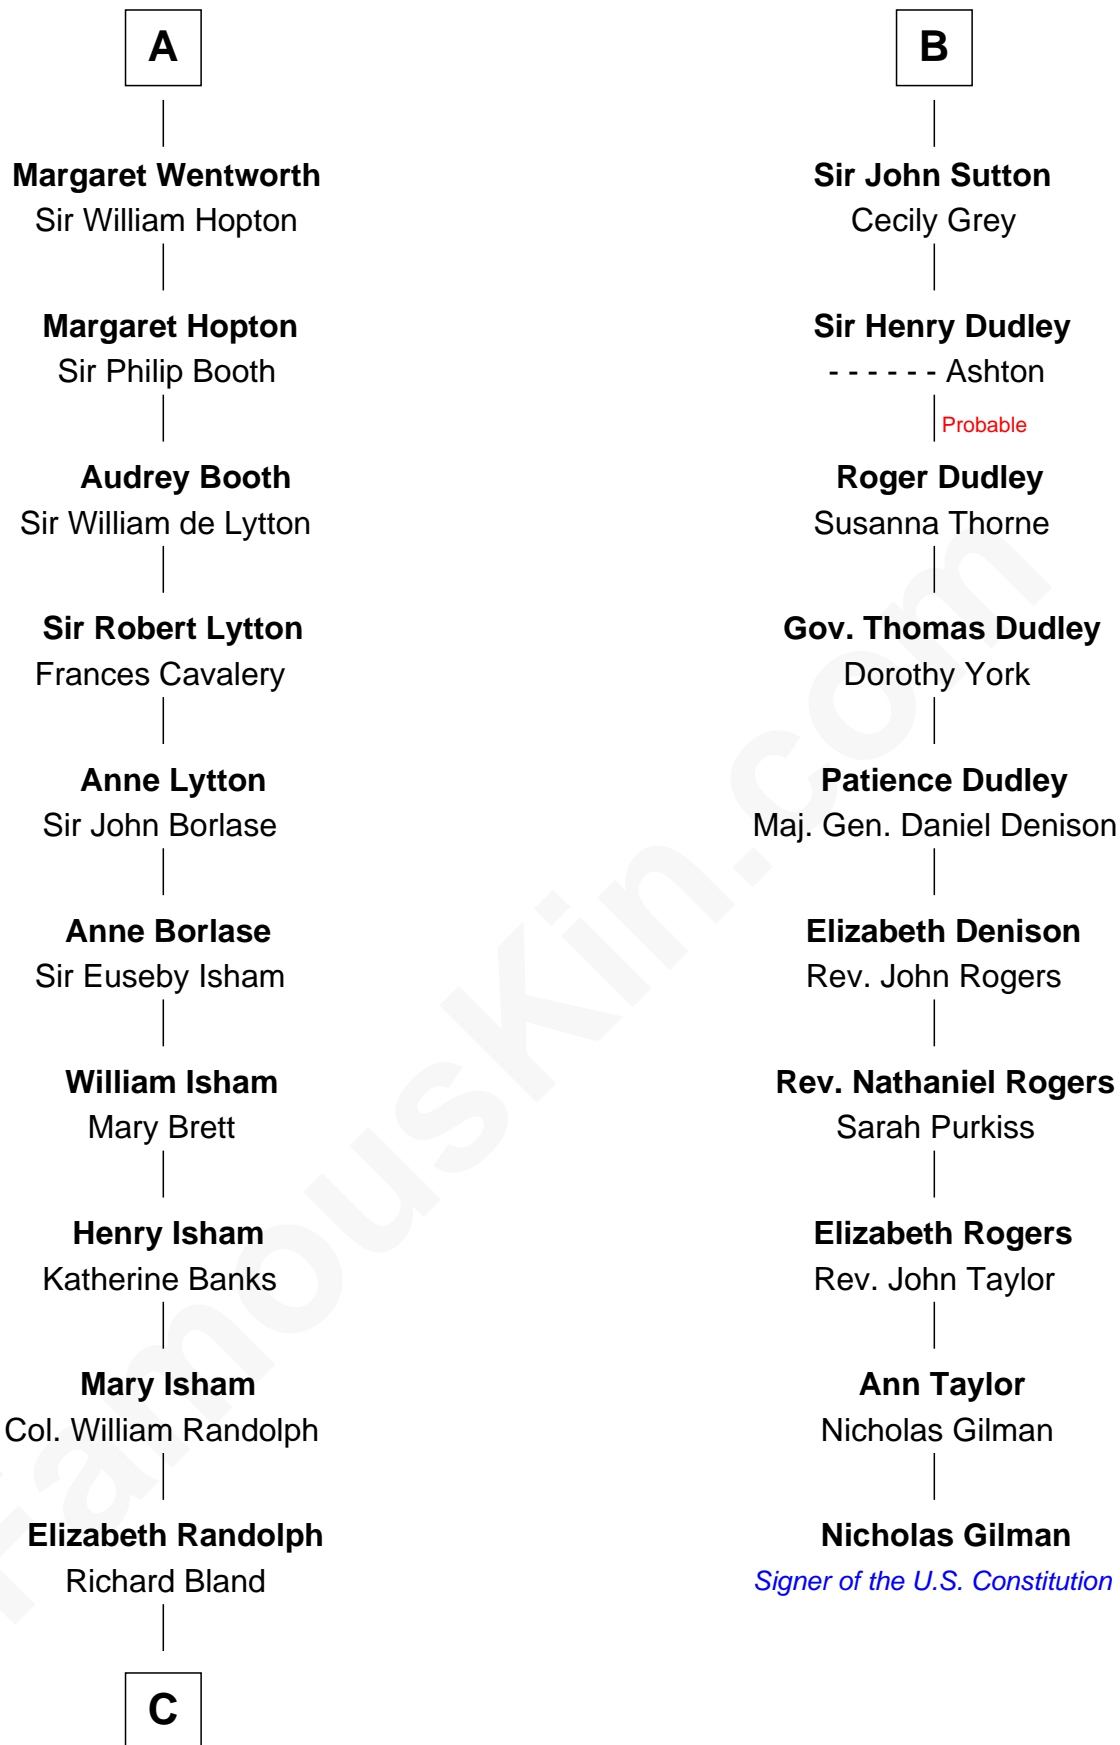 A
Margaret Wentworth
Sir William Hopton
Margaret Hopton
Sir Philip Booth
Audrey Booth
Sir William de Lytton
Sir Robert Lytton
Frances Cavalery
Anne Lytton
Sir John Borlase
Anne Borlase
Sir Euseby Isham
William Isham
Mary Brett
Henry Isham
Katherine Banks
Mary Isham
Col. William Randolph
Elizabeth Randolph
Richard Bland
C
B
Sir John Sutton
Cecily Grey
Sir Henry Dudley
- - - - - - Ashton
Probable
Roger Dudley
Susanna Thorne
Gov. Thomas Dudley
Dorothy York
Patience Dudley
Maj. Gen. Daniel Denison
Elizabeth Denison
Rev. John Rogers
Rev. Nathaniel Rogers
Sarah Purkiss
Elizabeth Rogers
Rev. John Taylor
Ann Taylor
Nicholas Gilman
Nicholas Gilman
Signer of the U.S. Constitution
FamousKin.com